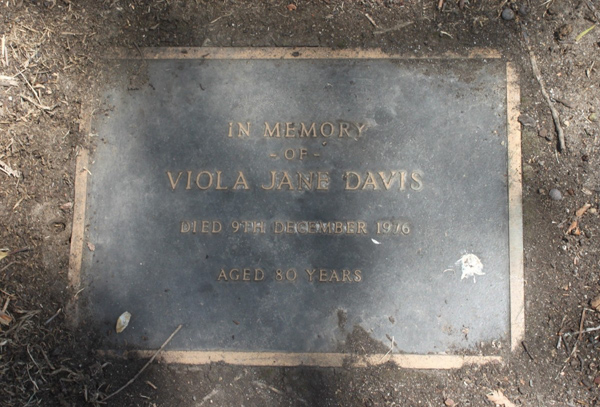 IN MEMORY
- OF -
VIOLA JANE DAVIS
DIED 9TH DECEMBER 1976
AGED 80 YEARS